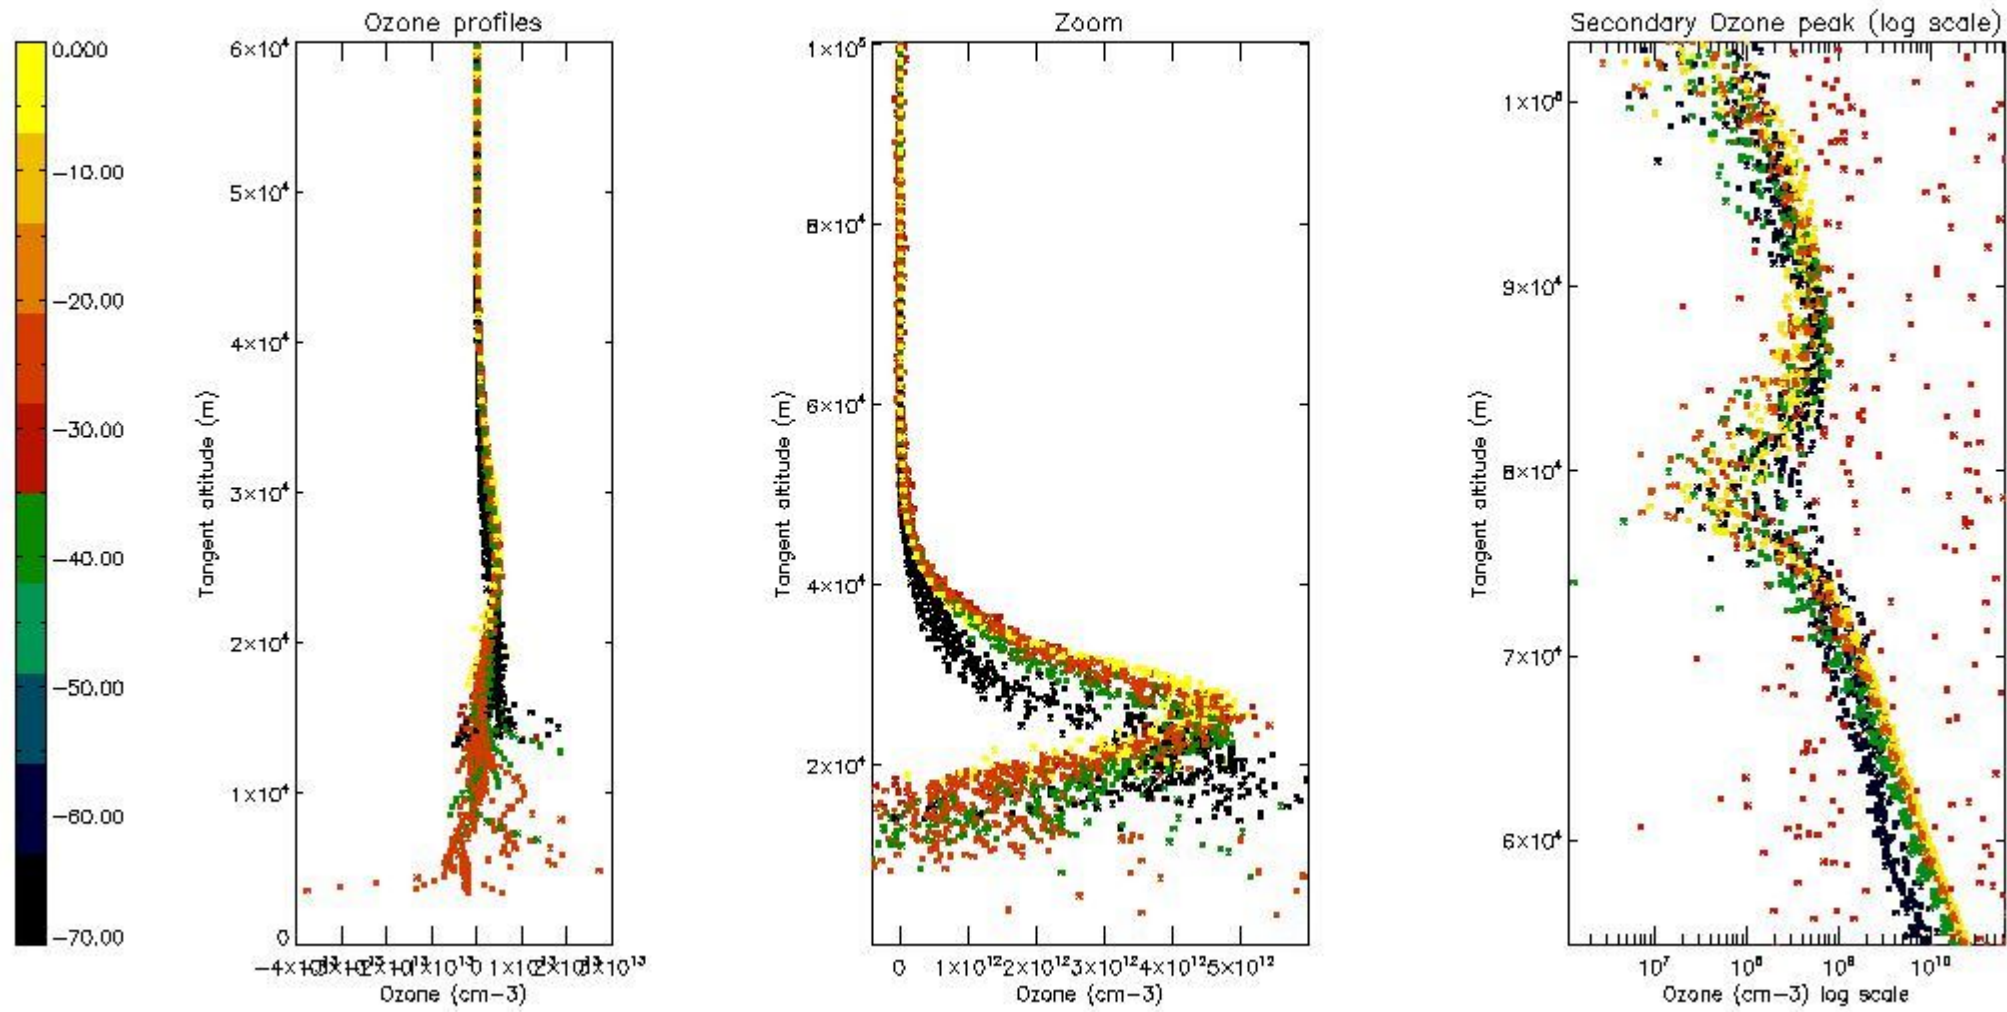 Ozone profiles
Zoom
Secondary Ozone peak (log scale)
0.000
-10.00
-20.00
-30.00
-40.00
-50.00
-60.00
-70.00
6×10⁴
5×10⁴
4×10⁴
3×10⁴
2×10⁴
1×10⁴
0
Tangent altitude (m)
0
Ozone (cm-3)
1×10⁵
8×10⁴
6×10⁴
4×10⁴
2×10⁴
Tangent altitude (m)
0 1×10¹² 2×10¹² 3×10¹² 4×10¹² 5×10¹²
Ozone (cm-3)
1×10⁵
9×10⁴
8×10⁴
7×10⁴
6×10⁴
Tangent altitude (m)
10⁷ 10⁸ 10⁹ 10¹⁰
Ozone (cm-3) log scale